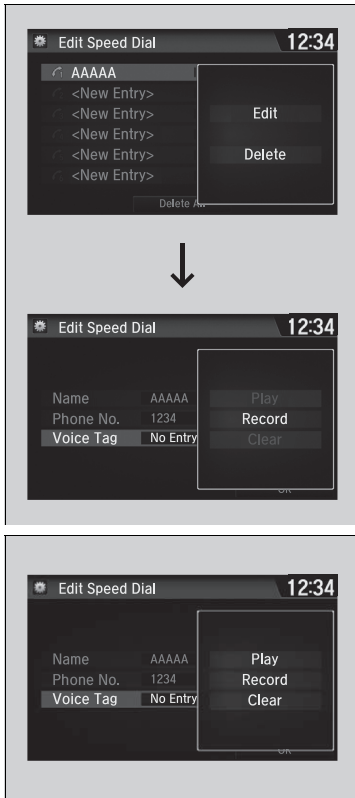 Edit Speed Dial 12:34
AAAAA
<New Entry>
<New Entry>
<New Entry>
<New Entry>
<New Entry>
Edit
Delete
Delete A
Edit Speed Dial 12:34
Name AAAAA
Phone No. 1234
Voice Tag No Entry
Play
Record
Clear
OK
Edit Speed Dial 12:34
Name AAAAA
Phone No. 1234
Voice Tag No Entry
Play
Record
Clear
OK